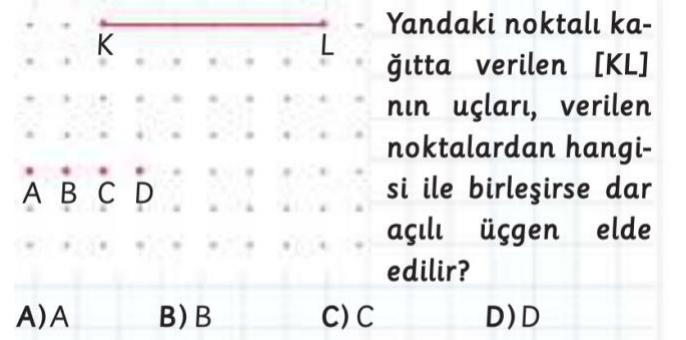 K L
A B C D
Yandaki noktalı ka-
ğıtta verilen [KL]
nın uçları, verilen
noktalardan hangi-
si ile birleşirse dar
açılı üçgen elde
edilir?
A) A B) B C) C D) D